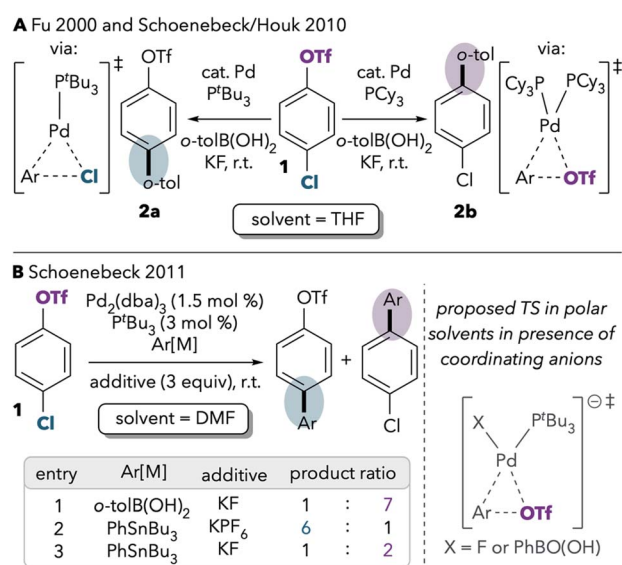 A Fu 2000 and Schoenebeck/Houk 2010
via:
‡
PᵗBu₃
Pd
Ar
Cl
OTf
o-tol
2a
cat. Pd
PᵗBu₃
o-tolB(OH)₂
KF, r.t.
OTf
1
Cl
cat. Pd
PCy₃
o-tolB(OH)₂
KF, r.t.
o-tol
Cl
2b
via:
‡
Cy₃P PCy₃
Pd
Ar
OTf
solvent = THF
B Schoenebeck 2011
OTf
1
Cl
Pd₂(dba)₃ (1.5 mol %)
PᵗBu₃ (3 mol %)
Ar[M]
additive (3 equiv), r.t.
solvent = DMF
OTf
Ar
+
Ar
Cl
entry Ar[M] additive product ratio
1 o-tolB(OH)₂ KF 1 : 7
2 PhSnBu₃ KPF₆ 6 : 1
3 PhSnBu₃ KF 1 : 2
proposed TS in polar
solvents in presence of
coordinating anions
⊖‡
X PᵗBu₃
Pd
Ar
OTf
X = F or PhBO(OH)